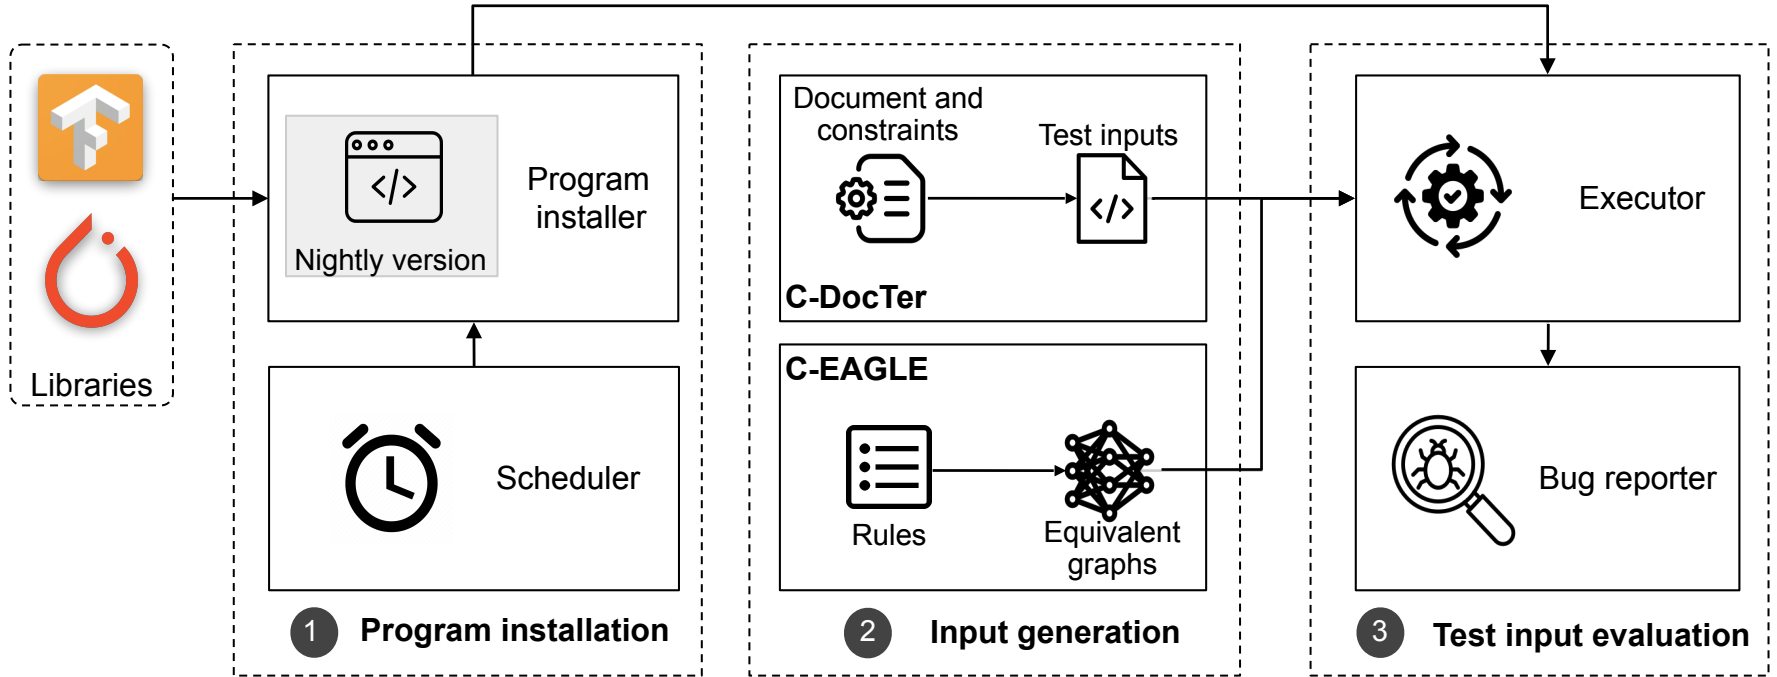 Libraries
</>
Nightly version
Program
installer
Scheduler
1 Program installation
Document and
constraints
Test inputs
</>
C-DocTer
C-EAGLE
Rules
Equivalent
graphs
2 Input generation
Executor
Bug reporter
3 Test input evaluation